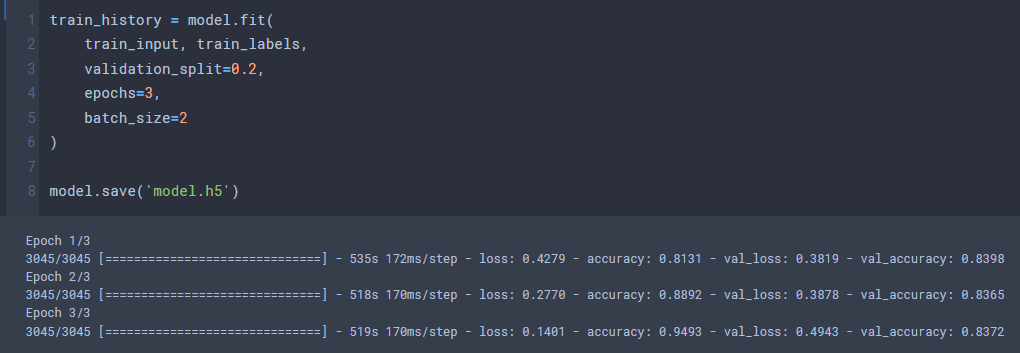 1 train_history = model.fit(
2 train_input, train_labels,
3 validation_split=0.2,
4 epochs=3,
5 batch_size=2
6 )
7
8 model.save('model.h5')
Epoch 1/3
3045/3045 [==============================] - 535s 172ms/step - loss: 0.4279 - accuracy: 0.8131 - val_loss: 0.3819 - val_accuracy: 0.8398
Epoch 2/3
3045/3045 [==============================] - 518s 170ms/step - loss: 0.2770 - accuracy: 0.8892 - val_loss: 0.3878 - val_accuracy: 0.8365
Epoch 3/3
3045/3045 [==============================] - 519s 170ms/step - loss: 0.1401 - accuracy: 0.9493 - val_loss: 0.4943 - val_accuracy: 0.8372